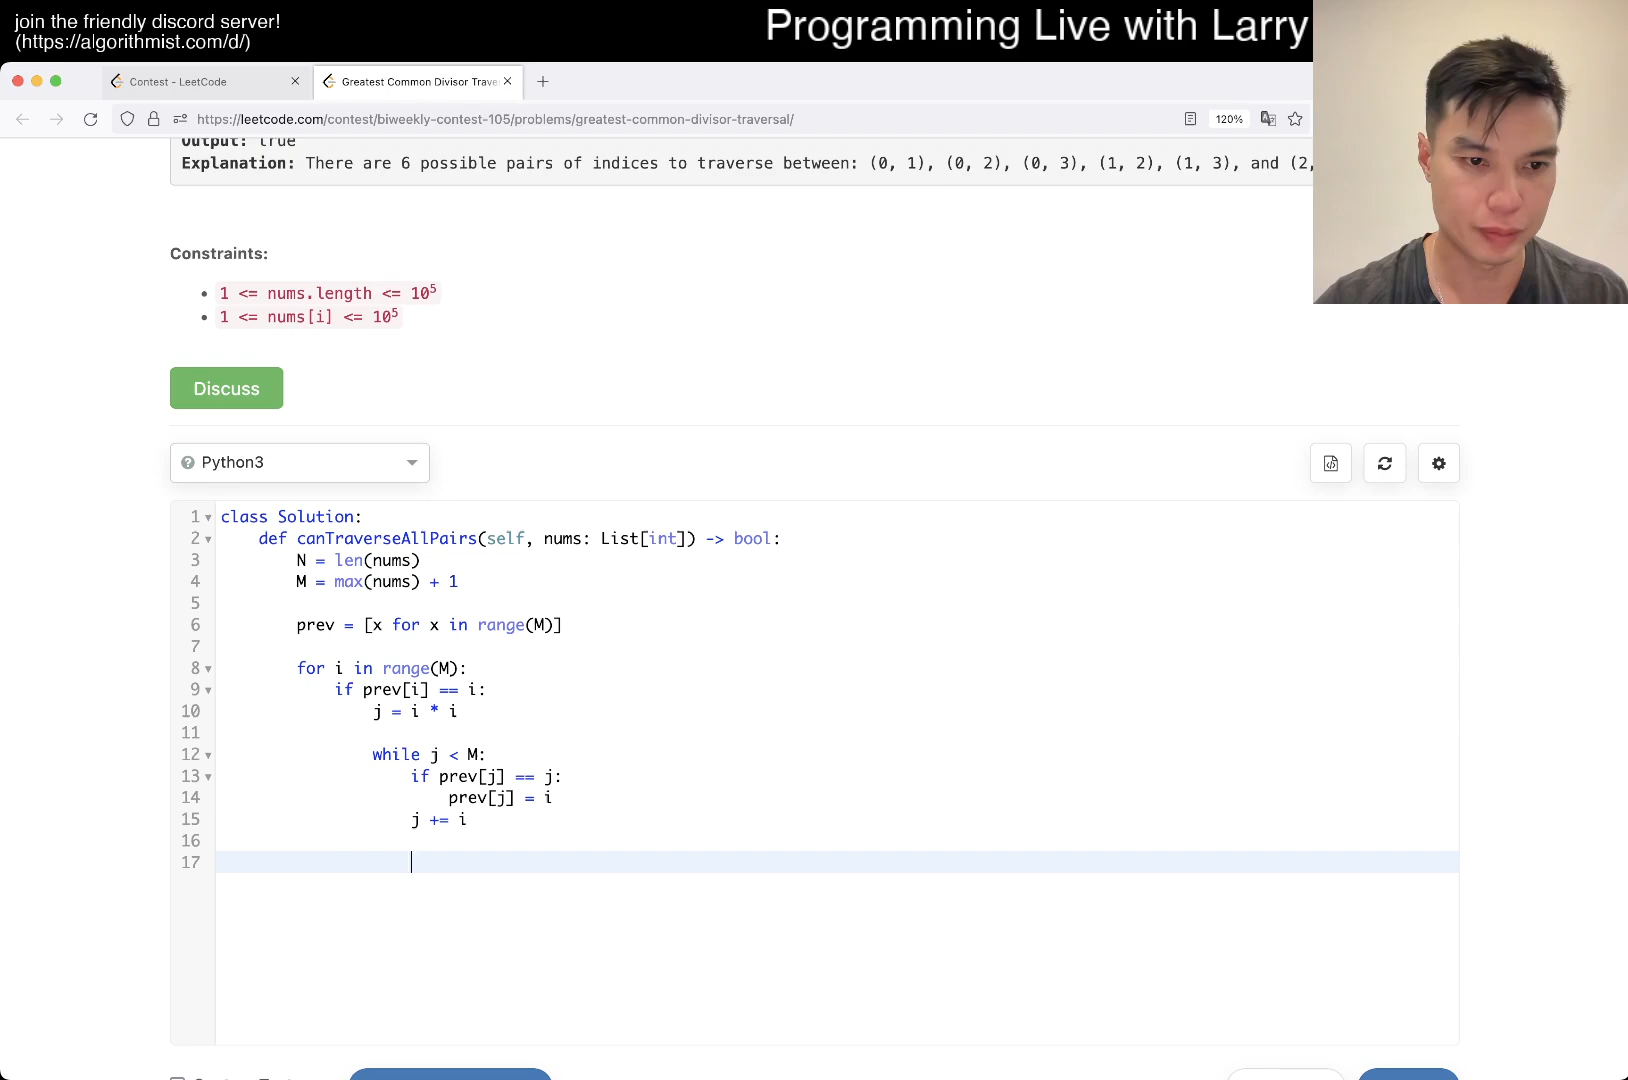 join the friendly discord server!
(https://algorithmist.com/d/)
Programming Live with Larry
Contest - LeetCode
Greatest Common Divisor Trave
https://leetcode.com/contest/biweekly-contest-105/problems/greatest-common-divisor-traversal/
120%
Output: true
Explanation: There are 6 possible pairs of indices to traverse between: (0, 1), (0, 2), (0, 3), (1, 2), (1, 3), and (2,
Constraints:
1 <= nums.length <= 10⁵
1 <= nums[i] <= 10⁵
Discuss
Python3
1 class Solution:
2 def canTraverseAllPairs(self, nums: List[int]) -> bool:
3 N = len(nums)
4 M = max(nums) + 1
5
6 prev = [x for x in range(M)]
7
8 for i in range(M):
9 if prev[i] == i:
10 j = i * i
11
12 while j < M:
13 if prev[j] == j:
14 prev[j] = i
15 j += i
16
17